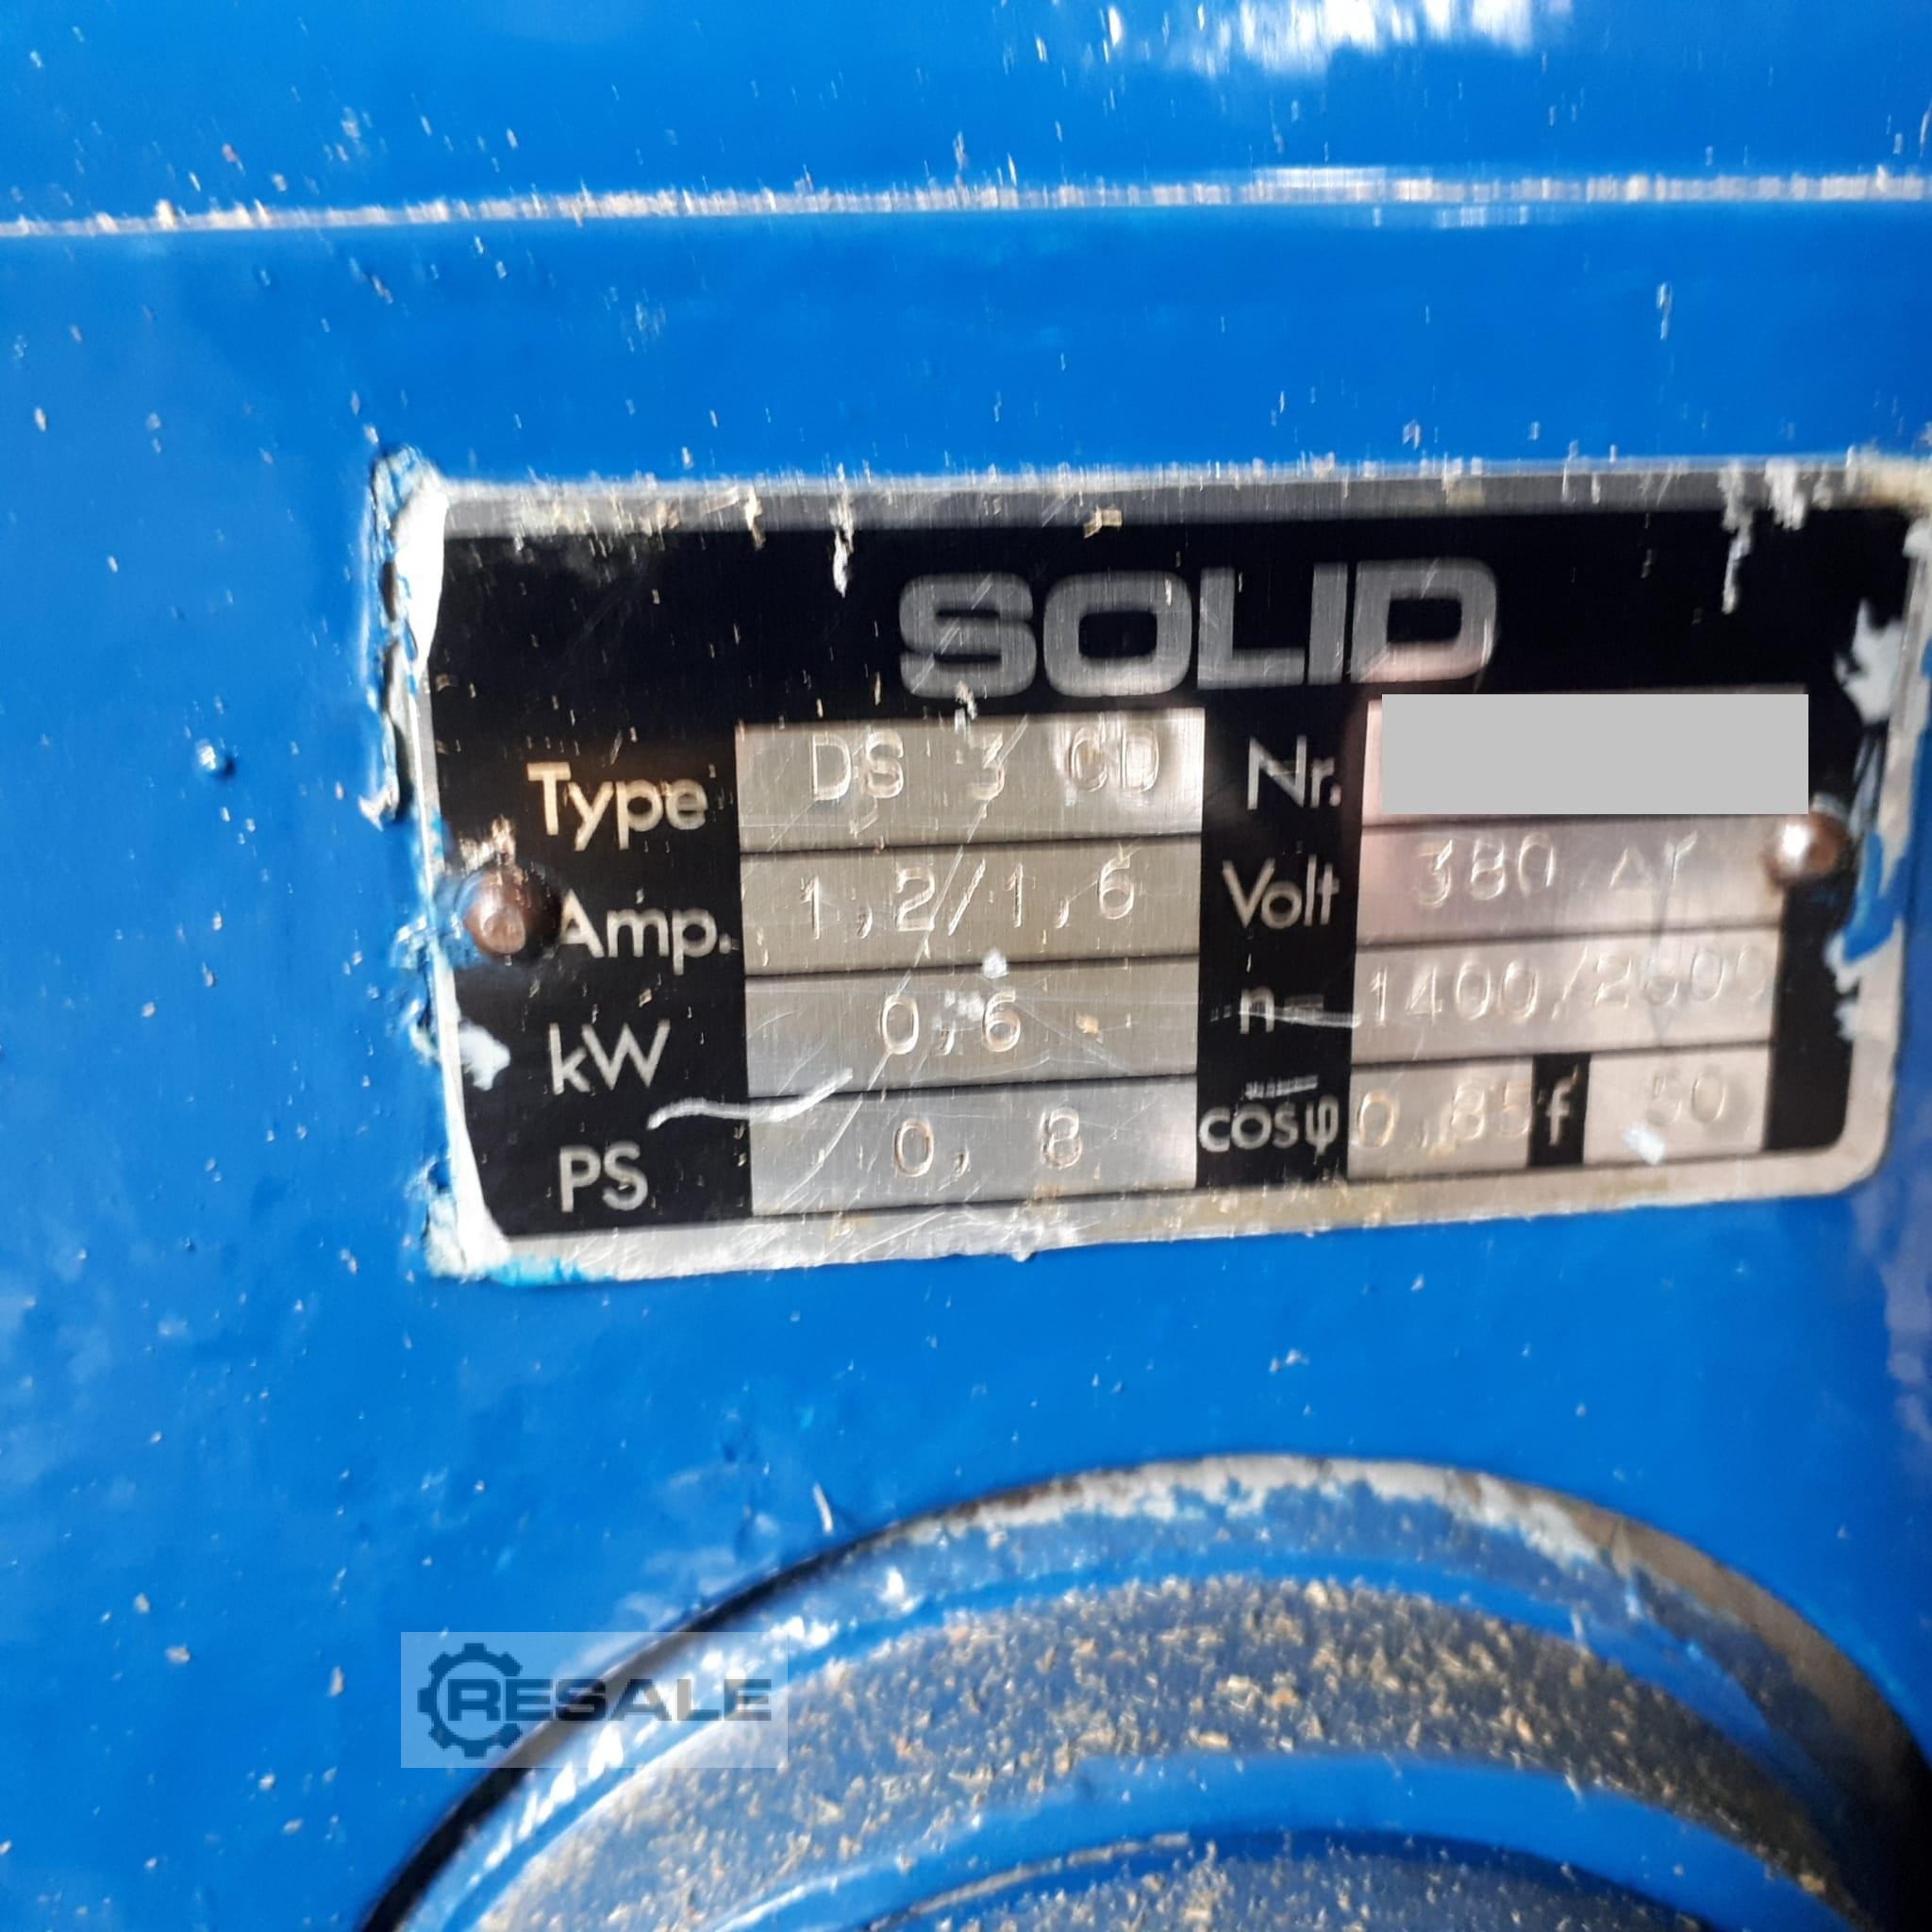 SOLID
Type DS 3 CD Nr.
Amp. 1,2/1,6 Volt 380 ΔY
kW 0,6 n= 1400/2800
PS 0,8 cosφ 0,85 f 50
RESALE